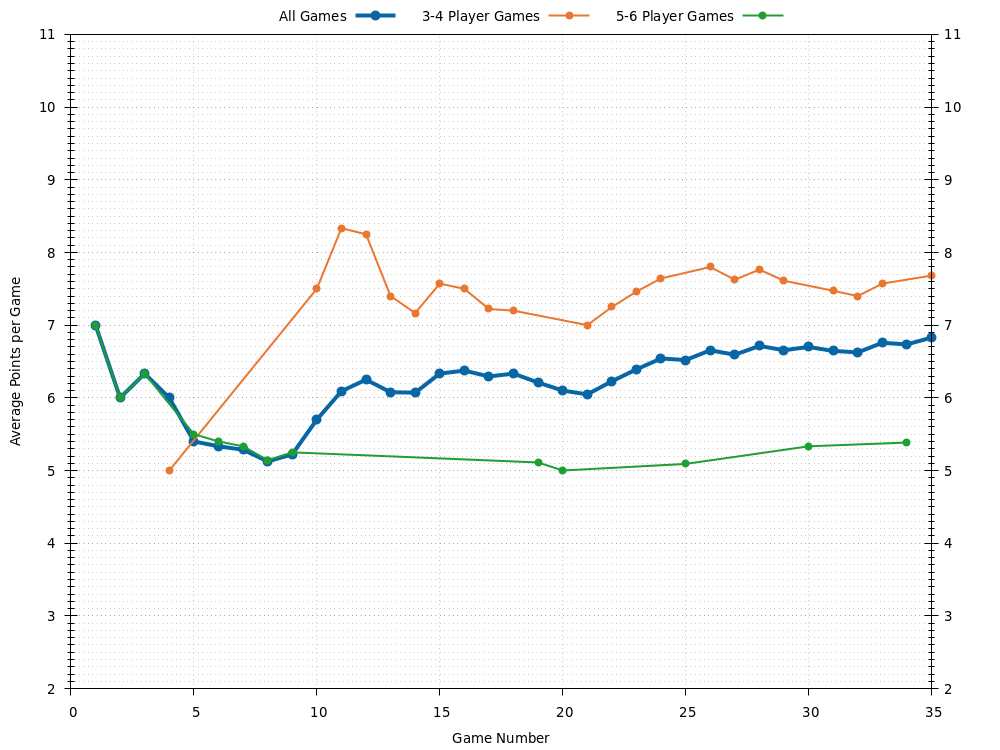 All Games 3-4 Player Games 5-6 Player Games
11 11
10 10
9 9
8 8
7 7
6 6
5 5
4 4
3 3
2 2
Average Points per Game
0 5 10 15 20 25 30 35
Game Number